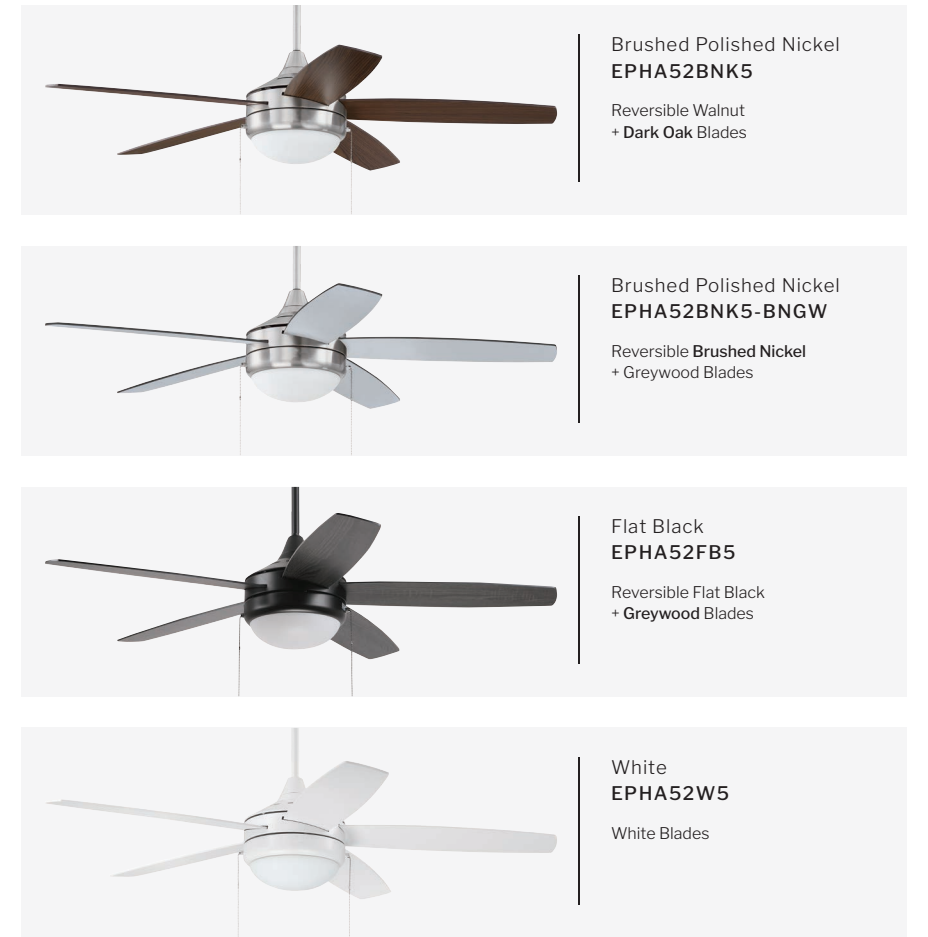 Brushed Polished Nickel
EPHA52BNK5
Reversible Walnut
+ Dark Oak Blades
Brushed Polished Nickel
EPHA52BNK5-BNGW
Reversible Brushed Nickel
+ Greywood Blades
Flat Black
EPHA52FB5
Reversible Flat Black
+ Greywood Blades
White
EPHA52W5
White Blades